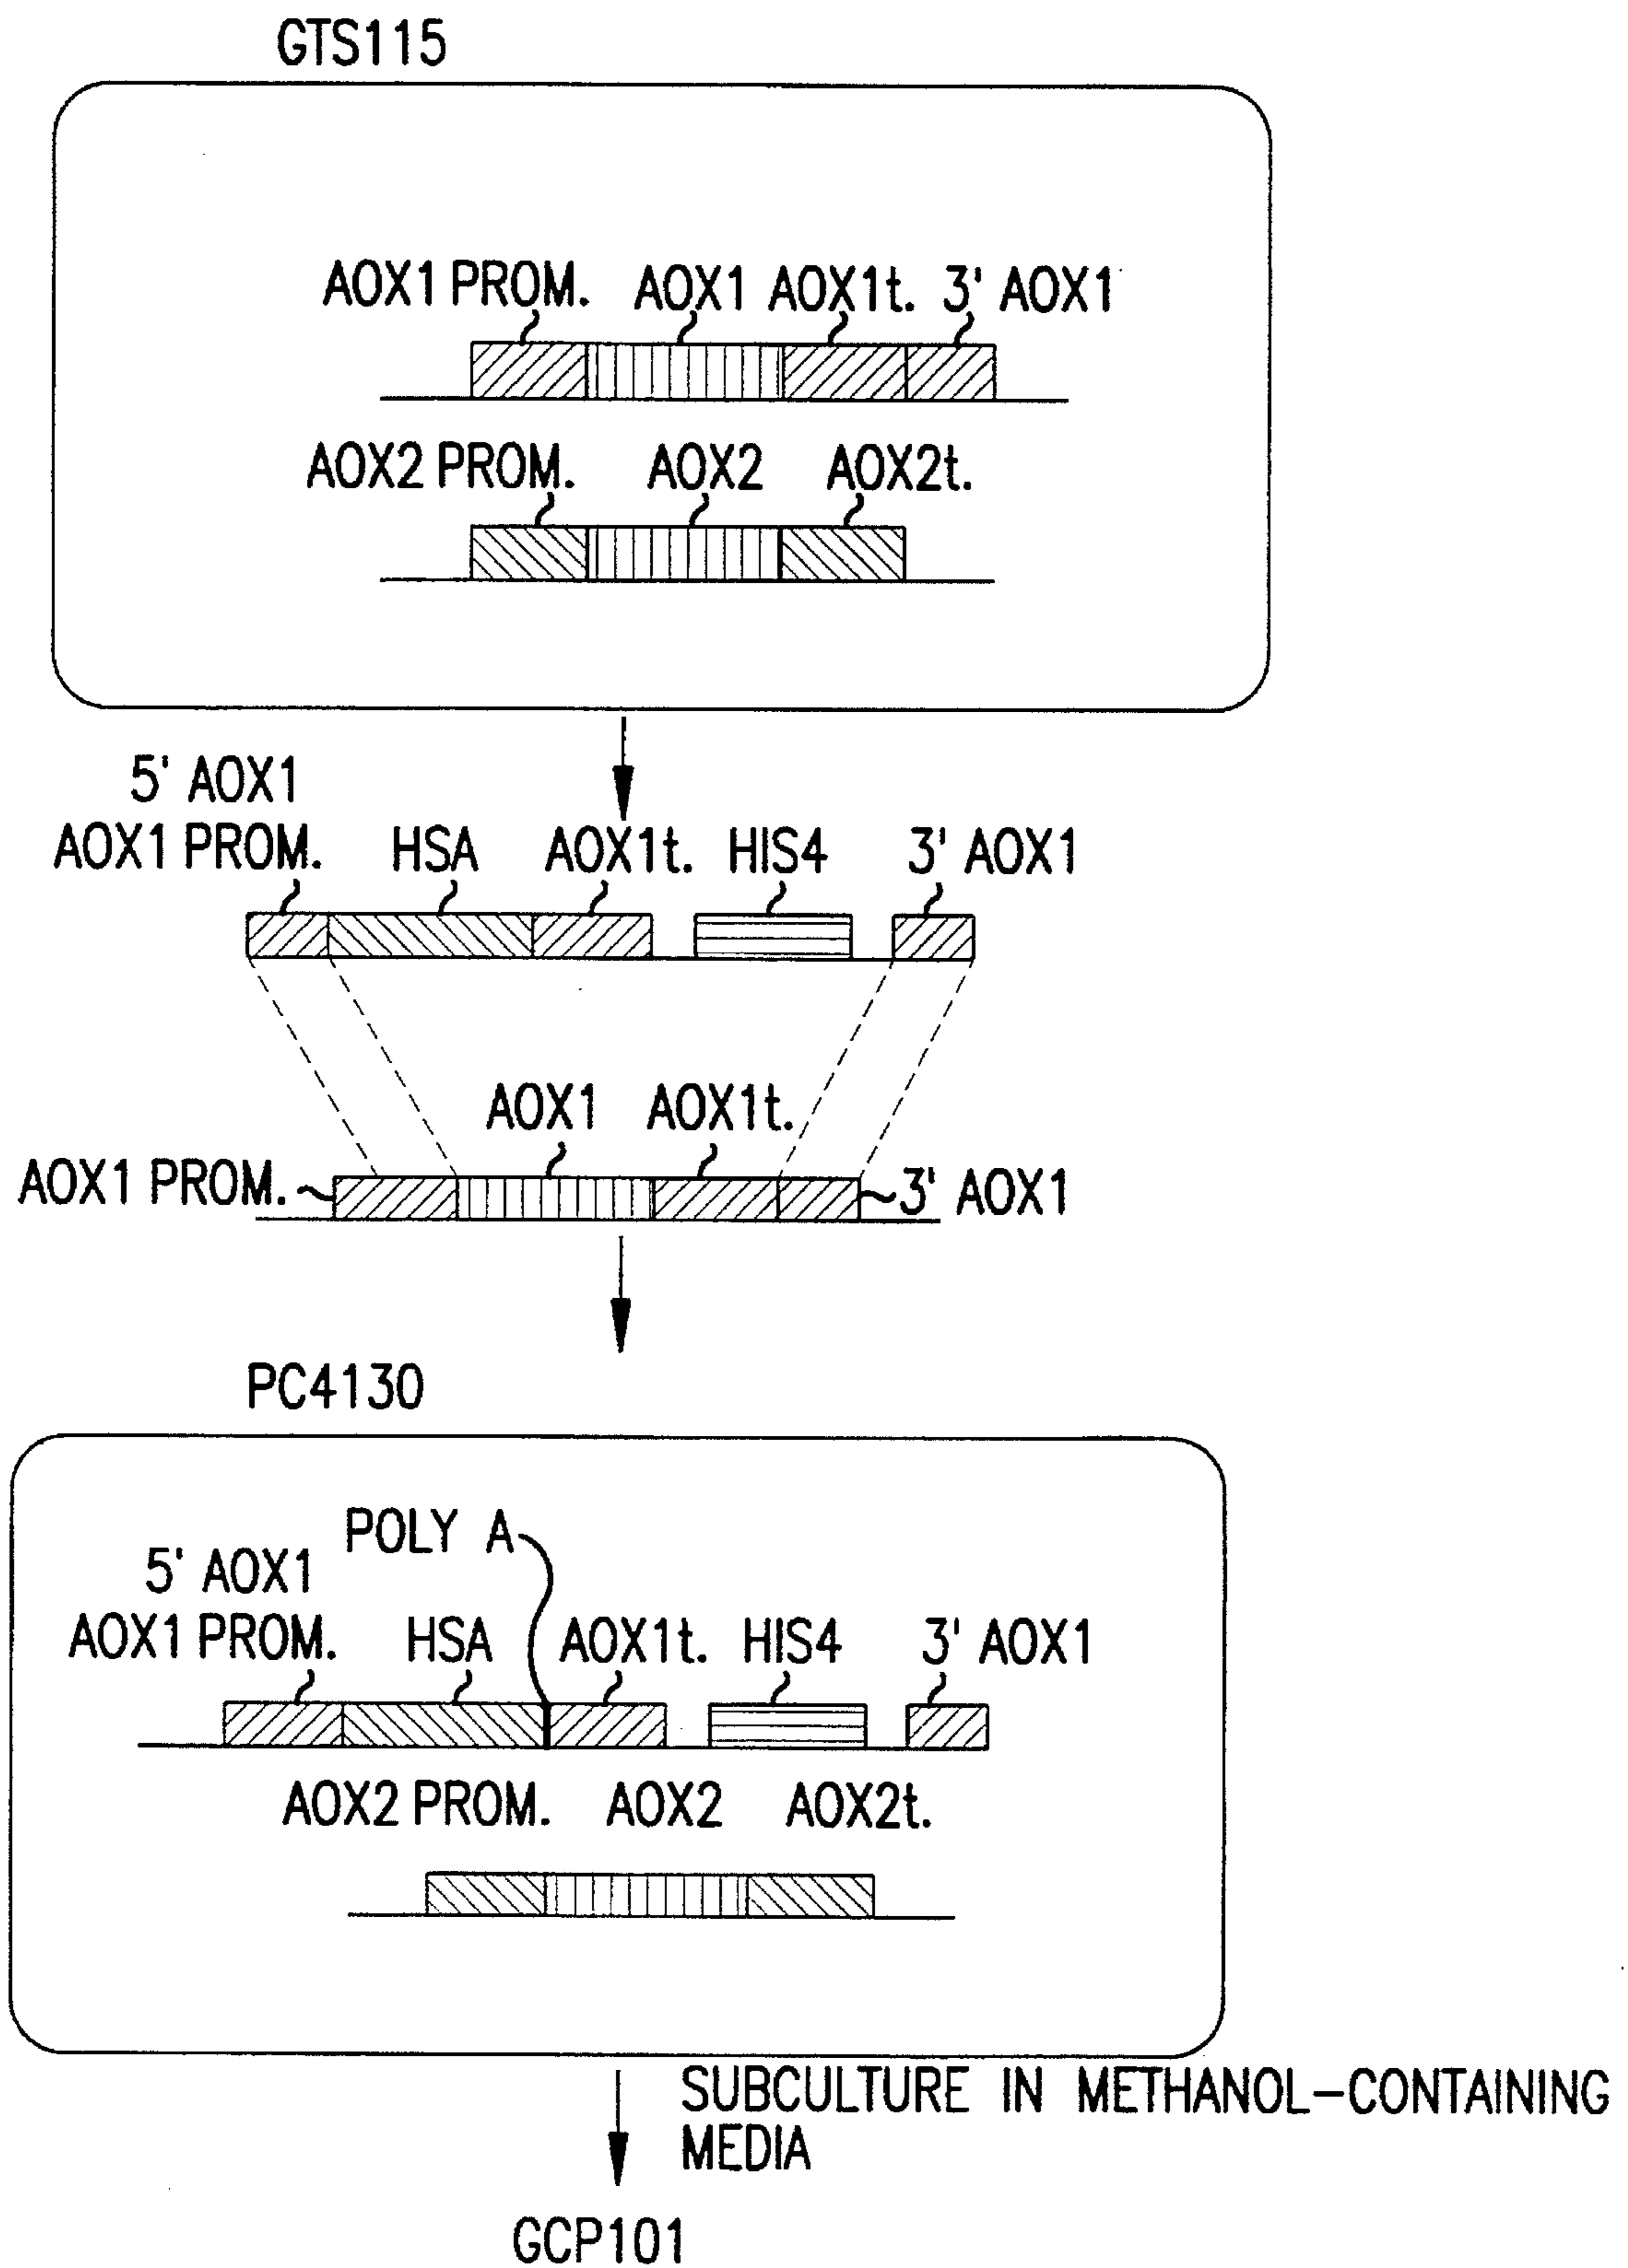 GTS115
AOX1 PROM. AOX1 AOX1t. 3' AOX1
AOX2 PROM. AOX2 AOX2t.
5' AOX1
AOX1 PROM. HSA AOX1t. HIS4 3' AOX1
AOX1 AOX1t.
AOX1 PROM. 3' AOX1
PC4130
POLY A
5' AOX1
AOX1 PROM. HSA AOX1t. HIS4 3' AOX1
AOX2 PROM. AOX2 AOX2t.
SUBCULTURE IN METHANOL-CONTAINING
MEDIA
GCP101